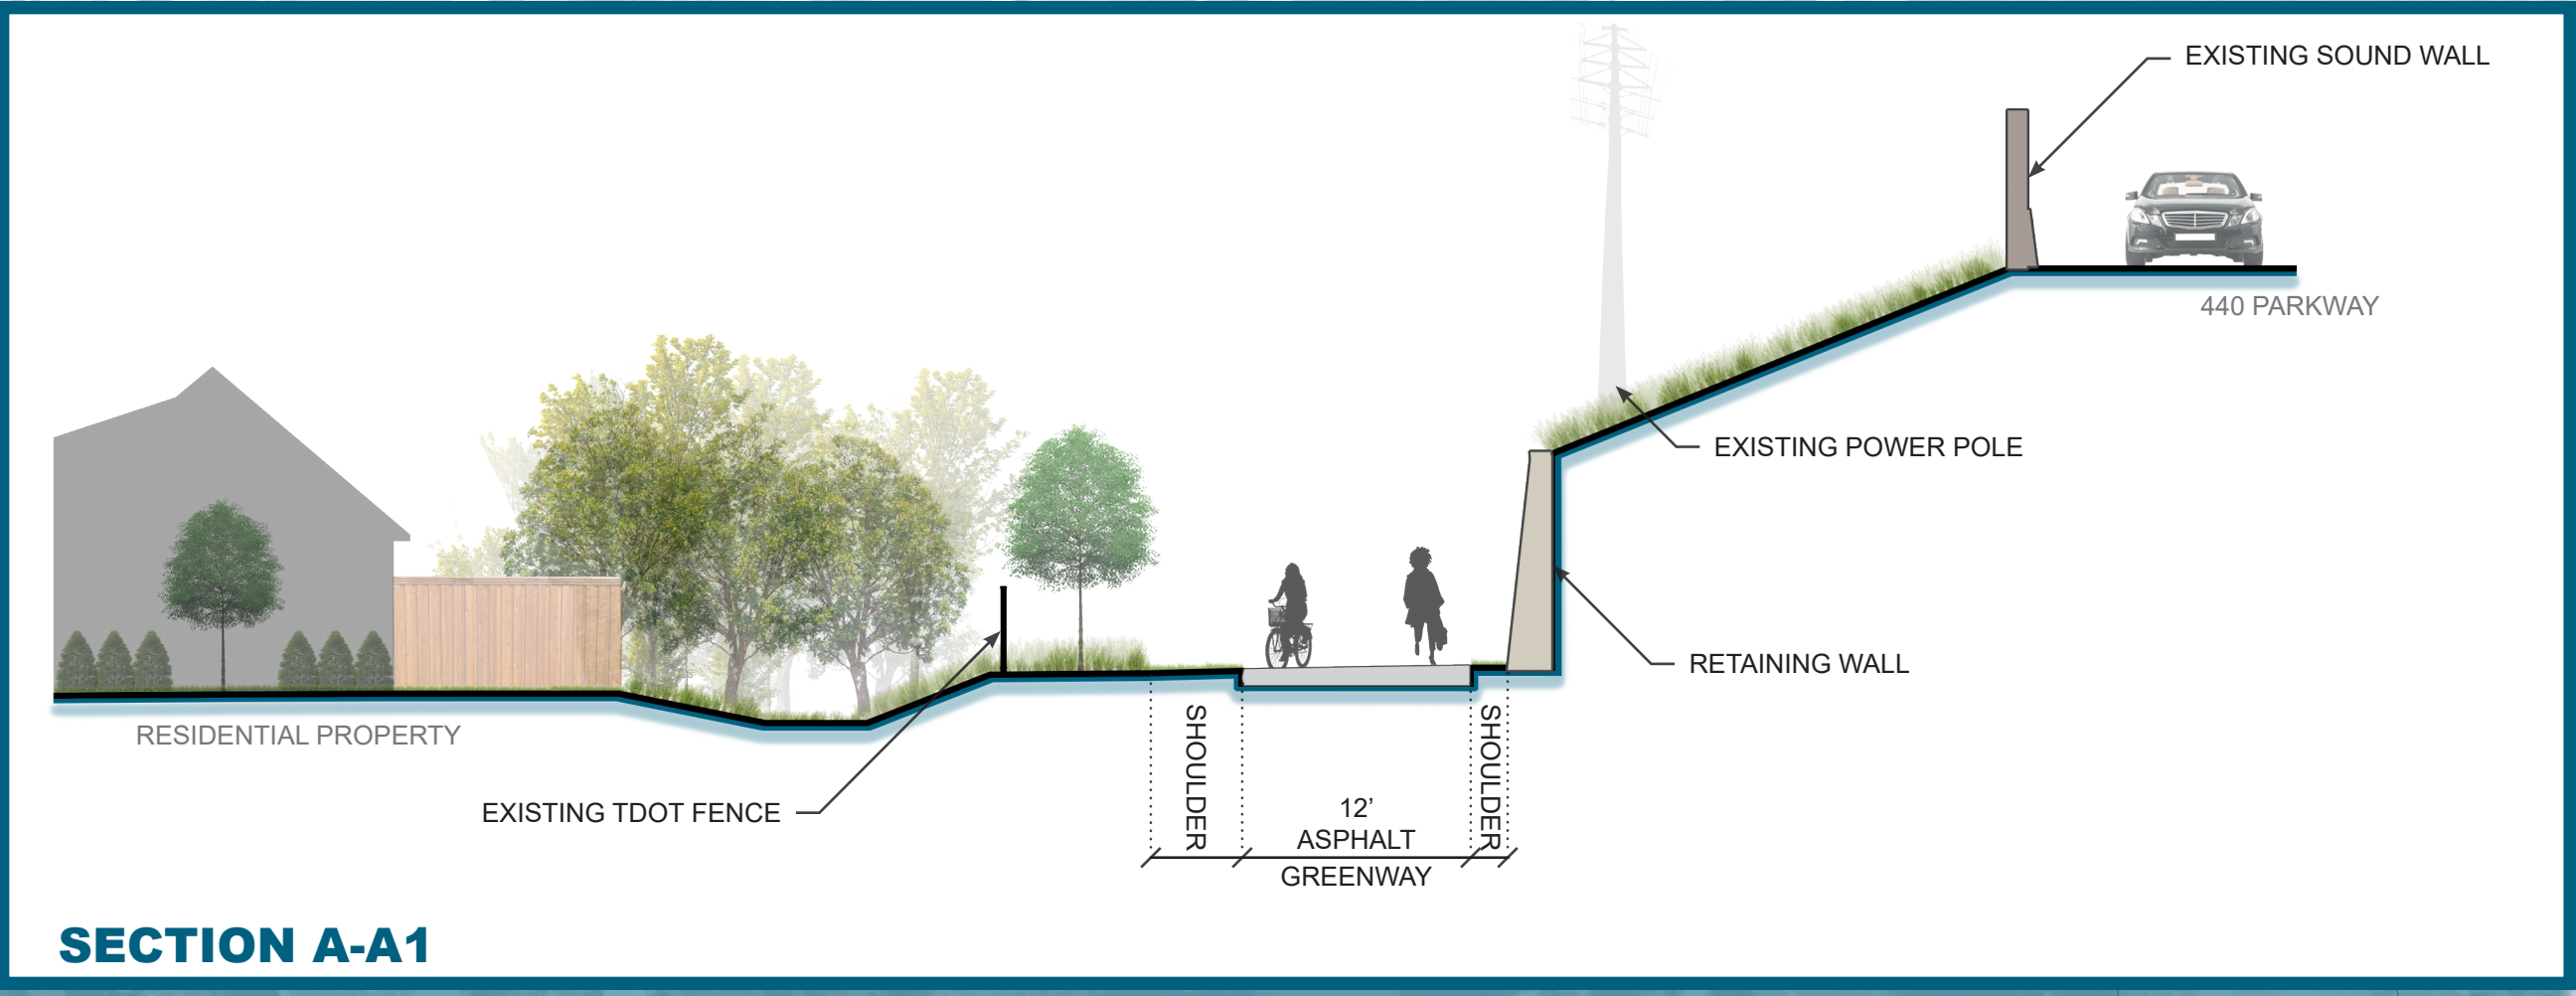 EXISTING SOUND WALL
440 PARKWAY
EXISTING POWER POLE
RETAINING WALL
RESIDENTIAL PROPERTY
EXISTING TDOT FENCE
SHOULDER
12’
ASPHALT
SHOULDER
GREENWAY
SECTION A-A1